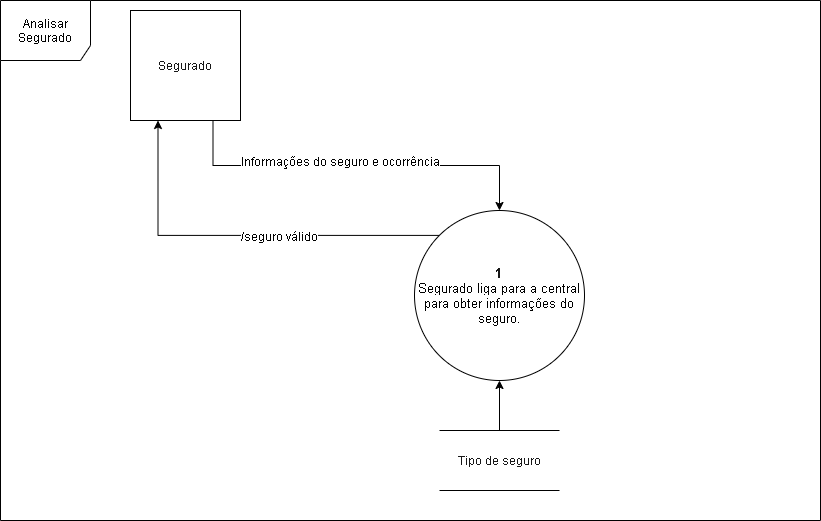 Analisar
Segurado
Segurado
Informações do seguro e ocorrência
/seguro válido
1
Segurado liga para a central
para obter informações do
seguro.
Tipo de seguro